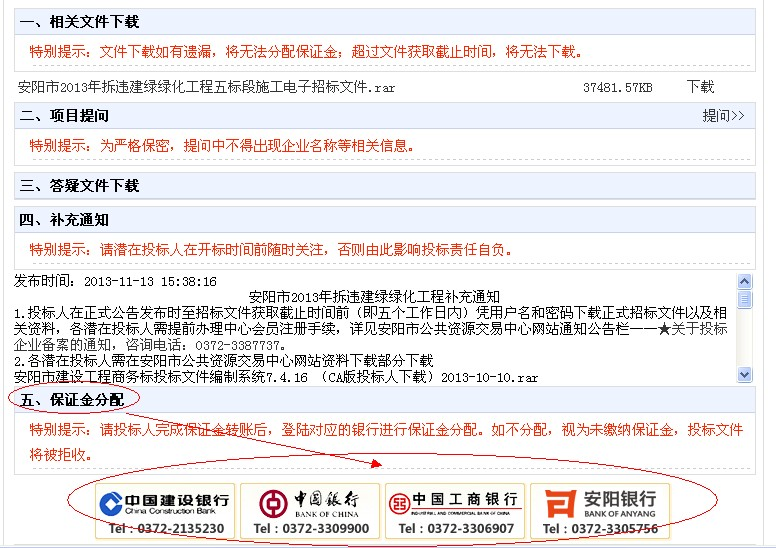 一、相关文件下载
特别提示：文件下载如有遗漏，将无法分配保证金；超过文件获取截止时间，将无法下载。
安阳市2013年拆违建绿绿化工程五标段施工电子招标文件.rar 37481.57KB 下载
二、项目提问 提问>>
特别提示：为严格保密，提问中不得出现企业名称等相关信息。
三、答疑文件下载
四、补充通知
特别提示：请潜在投标人在开标时间前随时关注，否则由此影响投标责任自负。
发布时间：2013-11-13 15:38:16
安阳市2013年拆违建绿绿化工程补充通知
1.投标人在正式公告发布时至招标文件获取截止时间前（即五个工作日内）凭用户名和密码下载正式招标文件以及相
关资料，各潜在投标人需提前办理中心会员注册手续，详见安阳市公共资源交易中心网站通知公告栏——★关于投标
企业备案的通知，咨询电话：0372-3387737。
2.各潜在投标人需在安阳市公共资源交易中心网站资料下载部分下载
安阳市建设工程商务标投标文件编制系统7.4.16 （CA版投标人下载）2013-10-10.rar
五、保证金分配
特别提示：请投标人完成保证金转账后，登陆对应的银行进行保证金分配。如不分配，视为未缴纳保证金，投标文件
将被拒收。
中国建设银行
China Construction Bank
Tel：0372-2135230
中国银行
BANK OF CHINA
Tel：0372-3309900
中国工商银行
INDUSTRIAL AND COMMERCIAL BANK OF CHINA
Tel：0372-3306907
安阳银行
BANK OF ANYANG
Tel：0372-3305756